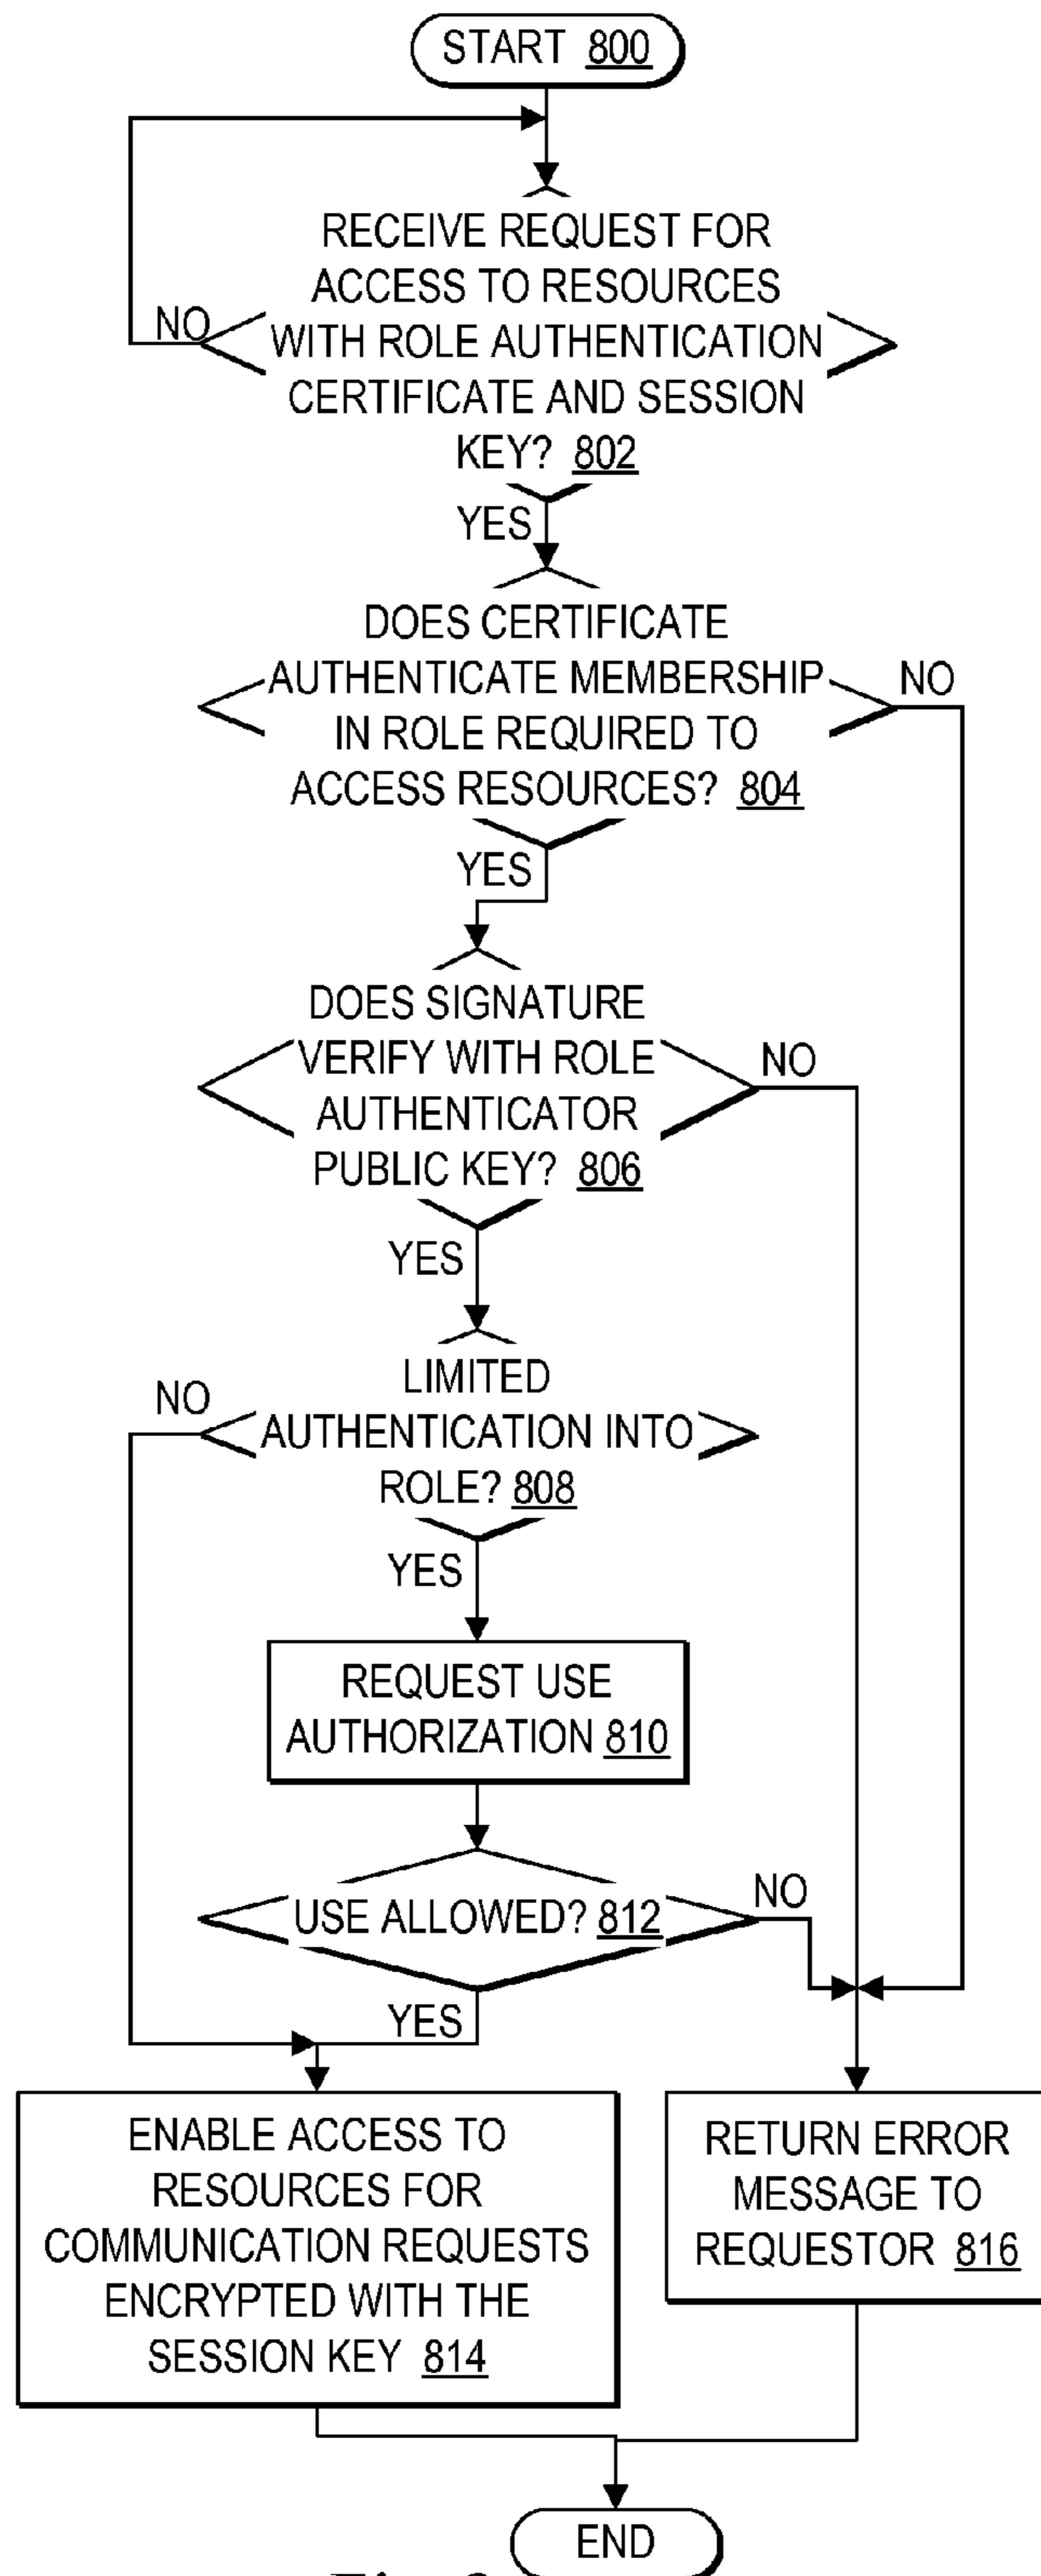 START 800
RECEIVE REQUEST FOR
ACCESS TO RESOURCES
NO
WITH ROLE AUTHENTICATION
CERTIFICATE AND SESSION
KEY? 802
YES
DOES CERTIFICATE
AUTHENTICATE MEMBERSHIP
NO
IN ROLE REQUIRED TO
ACCESS RESOURCES? 804
YES
DOES SIGNATURE
VERIFY WITH ROLE
NO
AUTHENTICATOR
PUBLIC KEY? 806
YES
LIMITED
NO
AUTHENTICATION INTO
ROLE? 808
YES
REQUEST USE
AUTHORIZATION 810
USE ALLOWED? 812
NO
YES
ENABLE ACCESS TO
RESOURCES FOR
COMMUNICATION REQUESTS
ENCRYPTED WITH THE
SESSION KEY 814
RETURN ERROR
MESSAGE TO
REQUESTOR 816
END